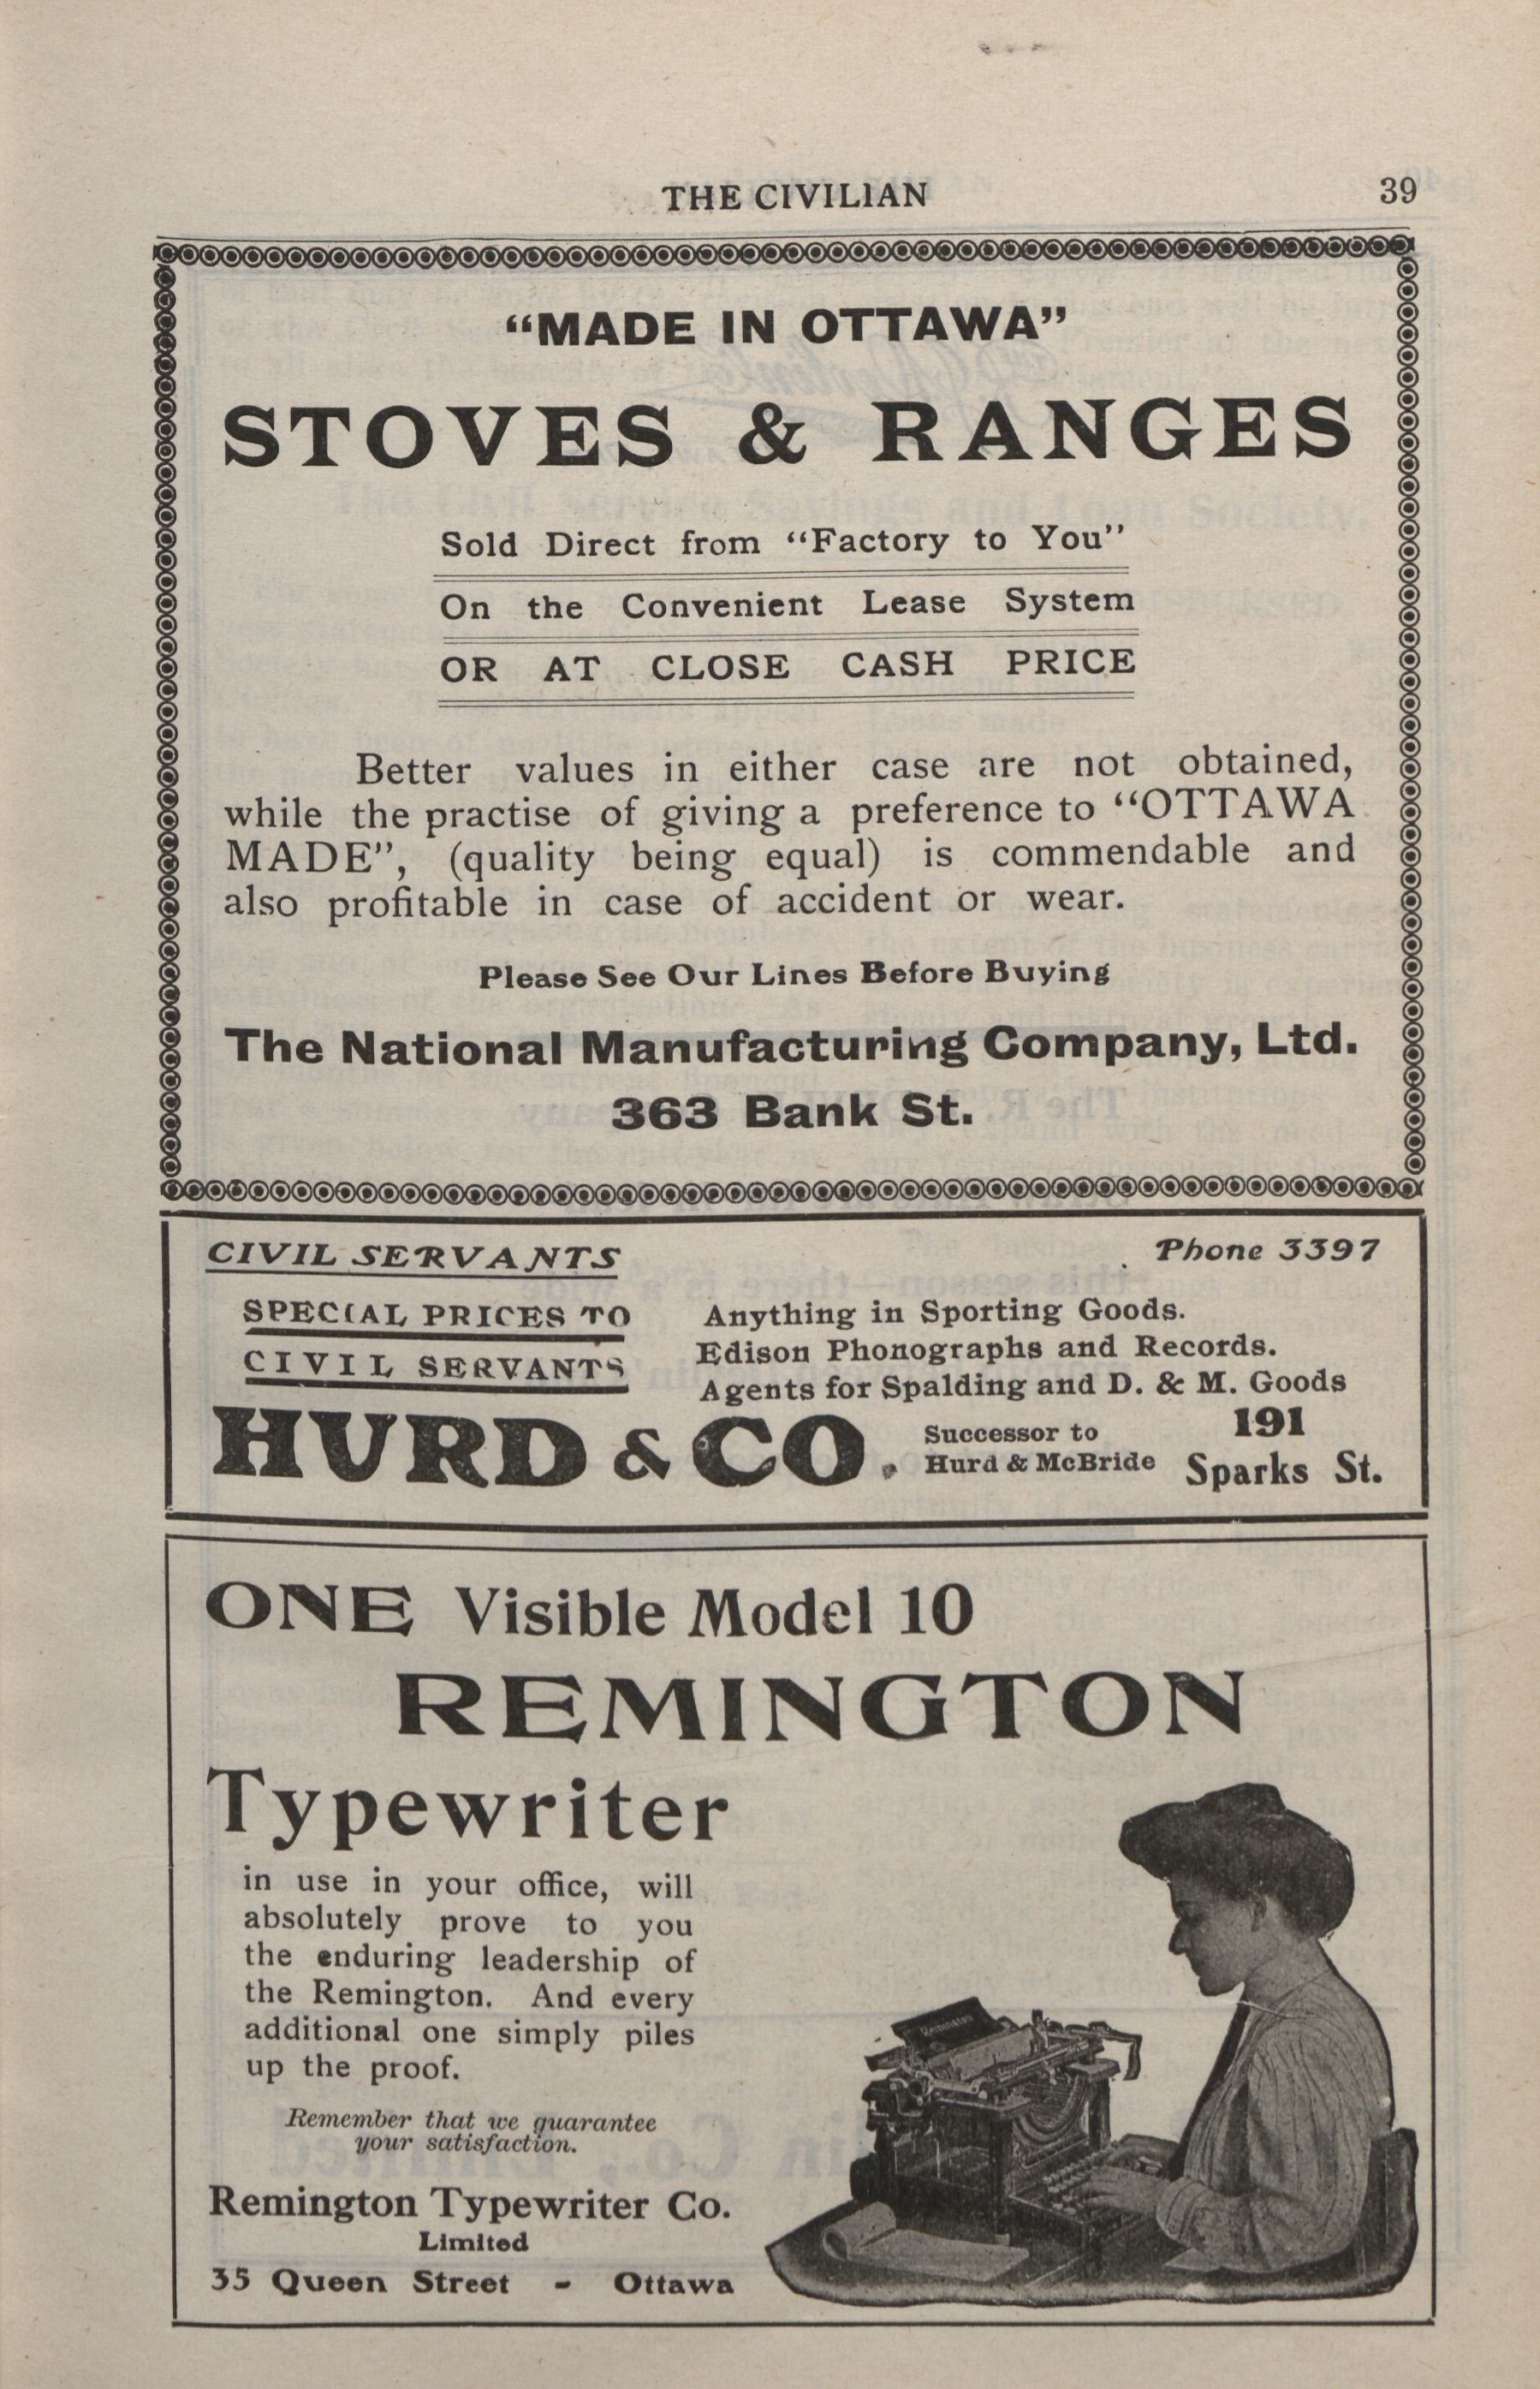 THE CIVILIAN
39
“MADE IN OTTAWA”
STOVES & RANGES
Sold Direct from “Factory to You”
On the Convenient Lease System
OR AT CLOSE CASH PRICE
Better values in either case are not obtained,
while the practise of giving a preference to “OTTAWA
MADE”, (quality being equal) is commendable and
also profitable in case of accident or wear.
Please See Our Lines Before Buying
The National Manufacturing Company, Ltd.
363 Bank St.
CIVIL SERVANTS
Phone 3397
SPECIAL PRICES TO
CIVIL SERVANTS
Anything in Sporting Goods.
Edison Phonographs and Records.
Agents for Spalding and D. & M. Goods
HURD & CO.
Successor to
Hurd & McBride
191
Sparks St.
ONE Visible Model 10
REMINGTON
Typewriter
in use in your office, will
absolutely prove to you
the enduring leadership of
the Remington. And every
additional one simply piles
up the proof.
Remember that we guarantee
your satisfaction.
Remington Typewriter Co.
Limited
35 Queen Street - Ottawa
Remington